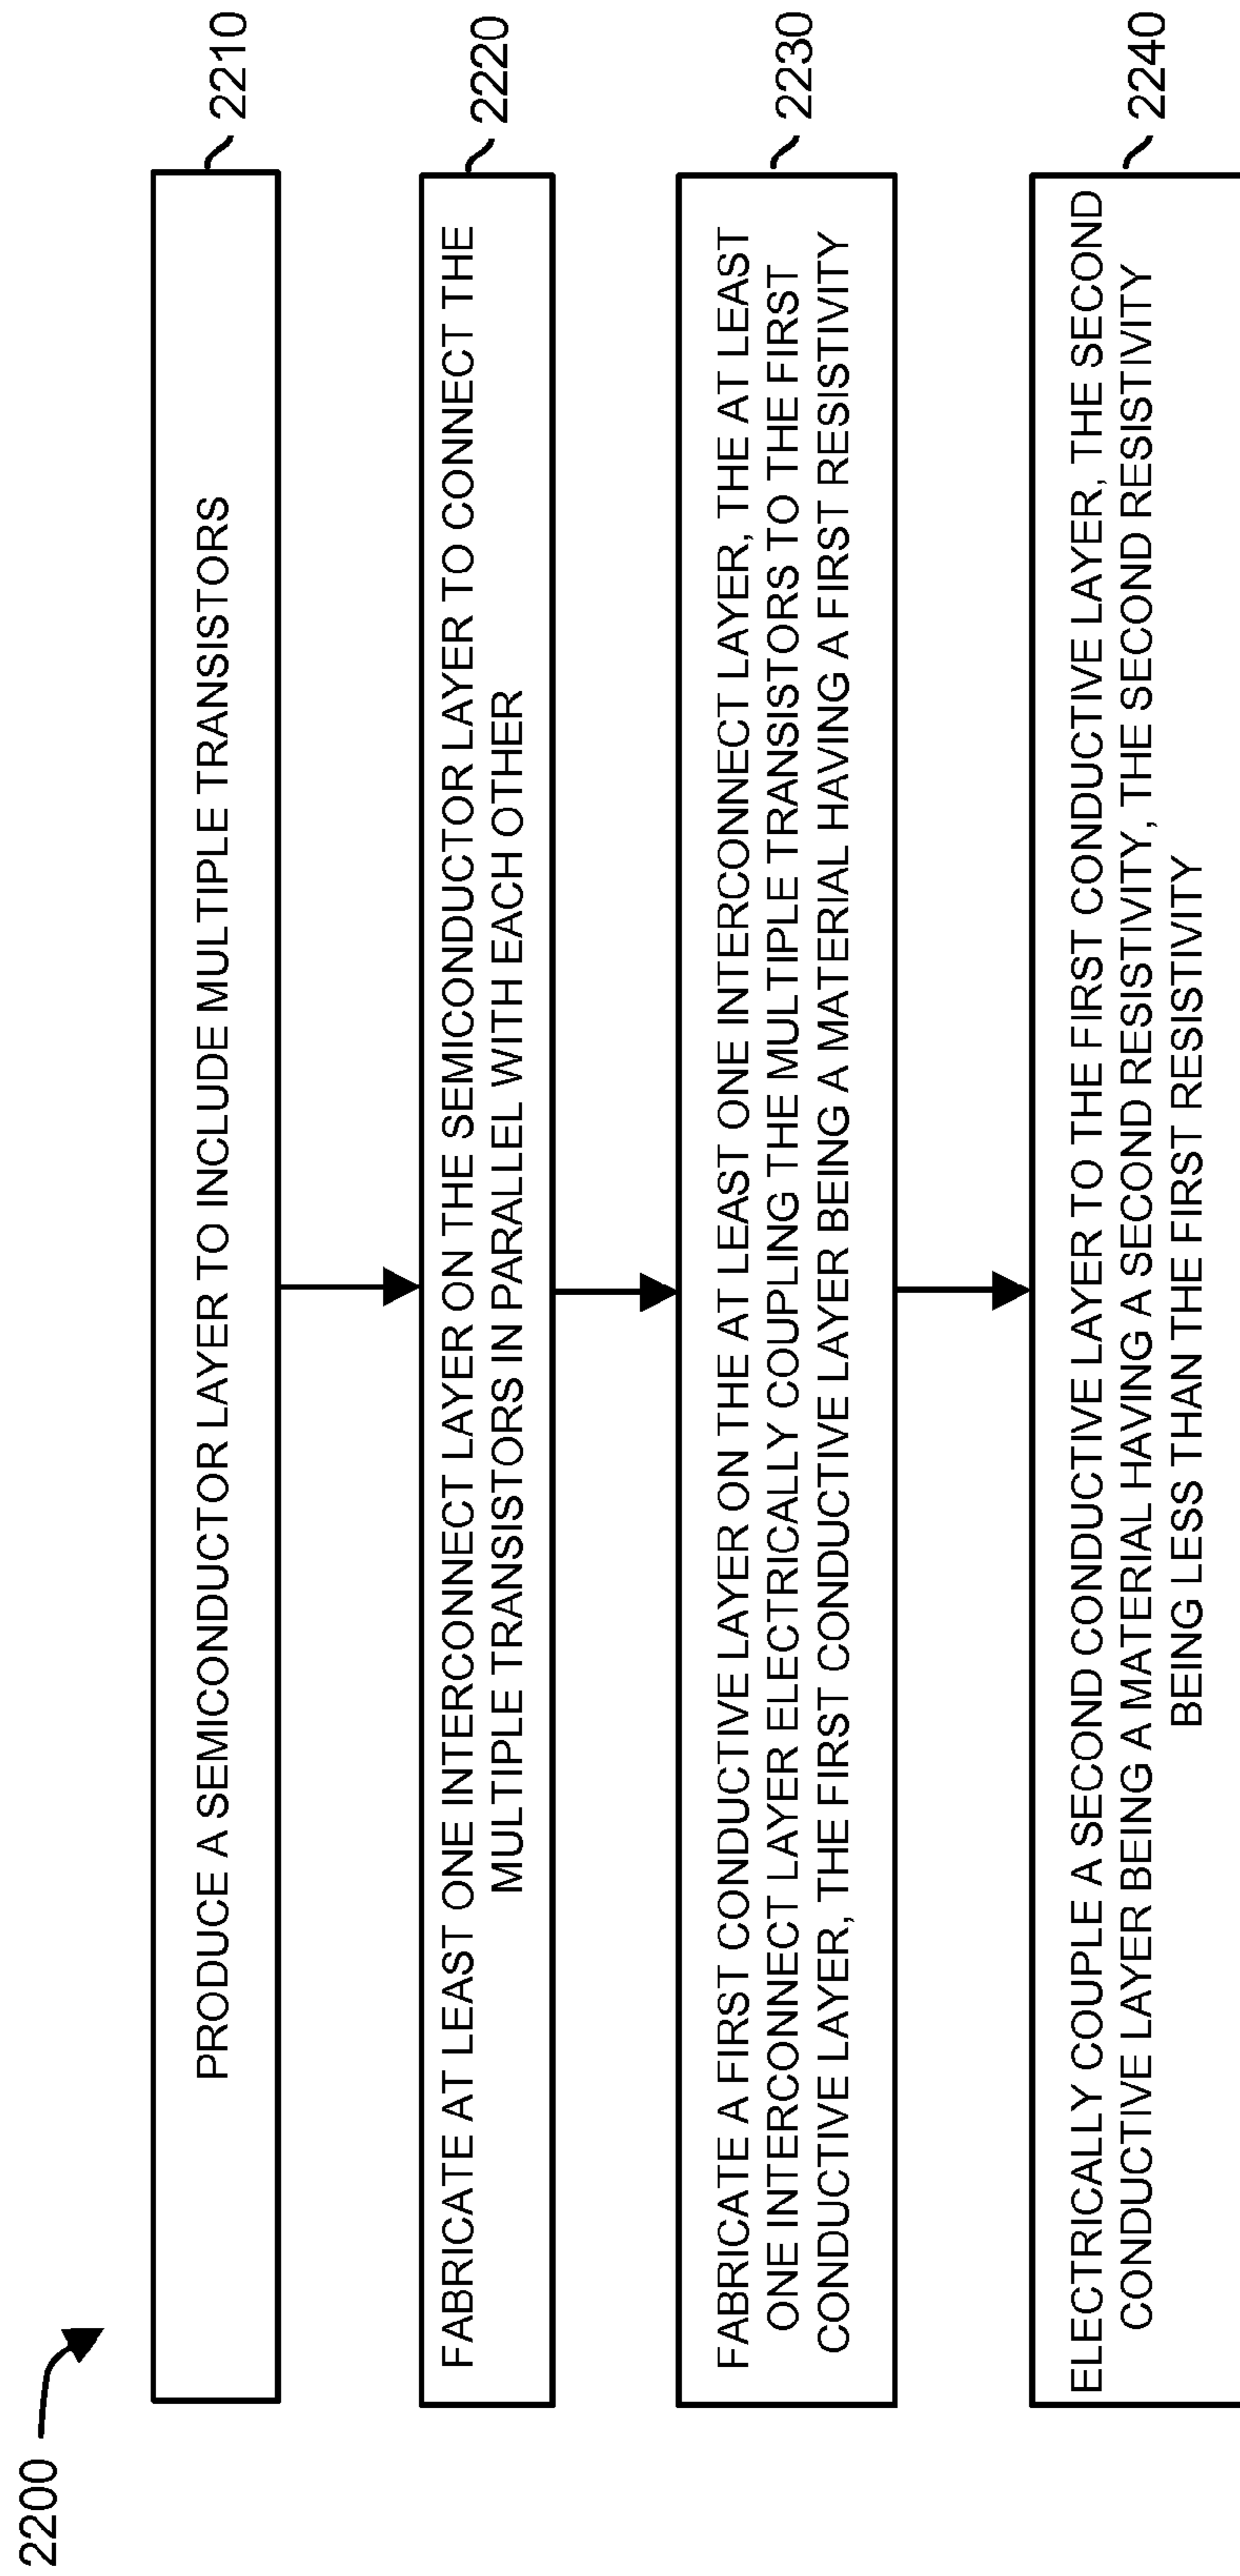 2200
PRODUCE A SEMICONDUCTOR LAYER TO INCLUDE MULTIPLE TRANSISTORS
2210
FABRICATE AT LEAST ONE INTERCONNECT LAYER ON THE SEMICONDUCTOR LAYER TO CONNECT THE
MULTIPLE TRANSISTORS IN PARALLEL WITH EACH OTHER
2220
FABRICATE A FIRST CONDUCTIVE LAYER ON THE AT LEAST ONE INTERCONNECT LAYER, THE AT LEAST
ONE INTERCONNECT LAYER ELECTRICALLY COUPLING THE MULTIPLE TRANSISTORS TO THE FIRST
CONDUCTIVE LAYER, THE FIRST CONDUCTIVE LAYER BEING A MATERIAL HAVING A FIRST RESISTIVITY
2230
ELECTRICALLY COUPLE A SECOND CONDUCTIVE LAYER TO THE FIRST CONDUCTIVE LAYER, THE SECOND
CONDUCTIVE LAYER BEING A MATERIAL HAVING A SECOND RESISTIVITY, THE SECOND RESISTIVITY
BEING LESS THAN THE FIRST RESISTIVITY
2240